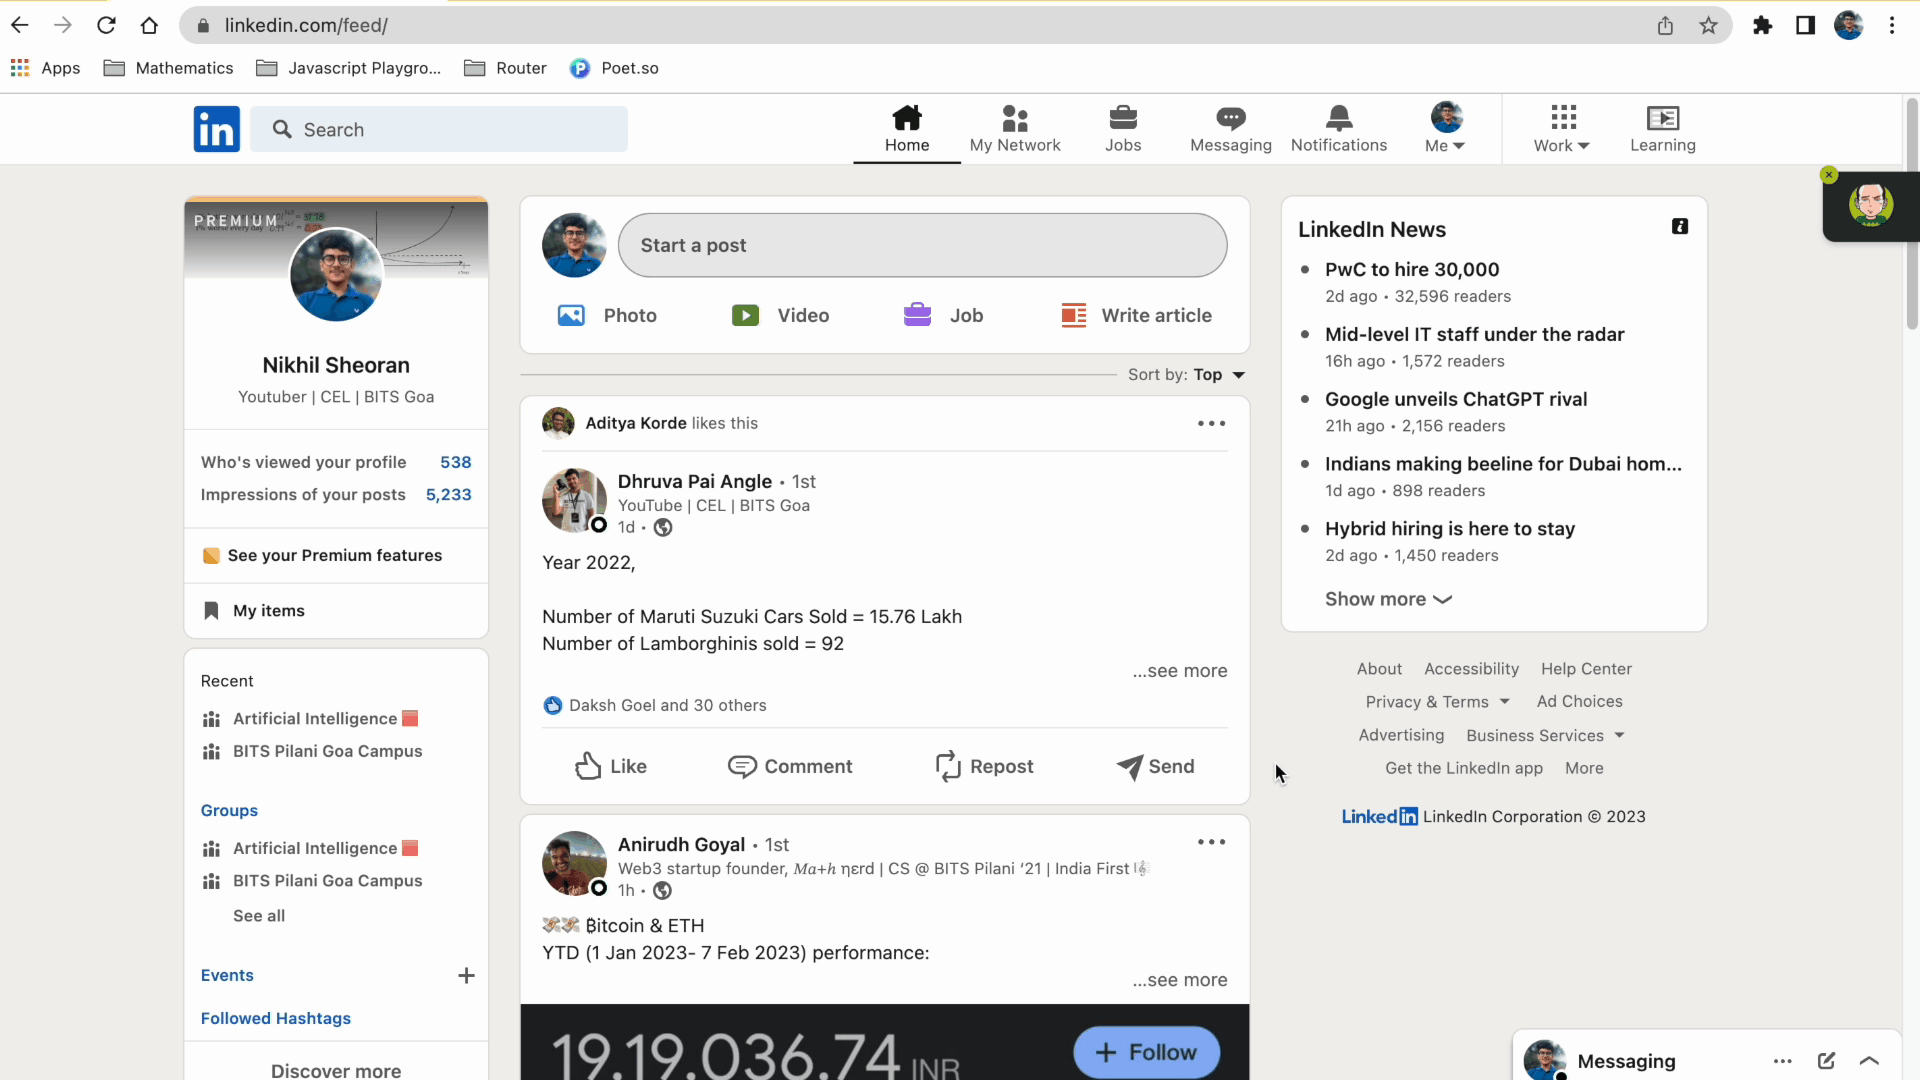 linkedin.com/feed/
Apps
Mathematics
Javascript Playgro...
Router
Poet.so
in
Search
Home
My Network
Jobs
Messaging
Notifications
Me
Work
Learning
PREMIUM
Nikhil Sheoran
Youtuber | CEL | BITS Goa
Who's viewed your profile 538
Impressions of your posts 5,233
See your Premium features
My items
Recent
Artificial Intelligence 🟥
BITS Pilani Goa Campus
Groups
Artificial Intelligence 🟥
BITS Pilani Goa Campus
See all
Events +
Followed Hashtags
Discover more
Start a post
Photo
Video
Job
Write article
Sort by: Top
Aditya Korde likes this
Dhruva Pai Angle • 1st
YouTube | CEL | BITS Goa
1d •
Year 2022,
Number of Maruti Suzuki Cars Sold = 15.76 Lakh
Number of Lamborghinis sold = 92
...see more
Daksh Goel and 30 others
Like
Comment
Repost
Send
Anirudh Goyal • 1st
Web3 startup founder, 𝑀𝑎+ℎ ηεrd | CS @ BITS Pilani ‘21 | India First
1h •
💸💸 ₿itcoin & ETH
YTD (1 Jan 2023- 7 Feb 2023) performance:
...see more
19,19,036.74 INR
+ Follow
LinkedIn News
PwC to hire 30,000
2d ago • 32,596 readers
Mid-level IT staff under the radar
16h ago • 1,572 readers
Google unveils ChatGPT rival
21h ago • 2,156 readers
Indians making beeline for Dubai hom...
1d ago • 898 readers
Hybrid hiring is here to stay
2d ago • 1,450 readers
Show more
About Accessibility Help Center
Privacy & Terms Ad Choices
Advertising Business Services
Get the LinkedIn app More
LinkedIn LinkedIn Corporation © 2023
Messaging